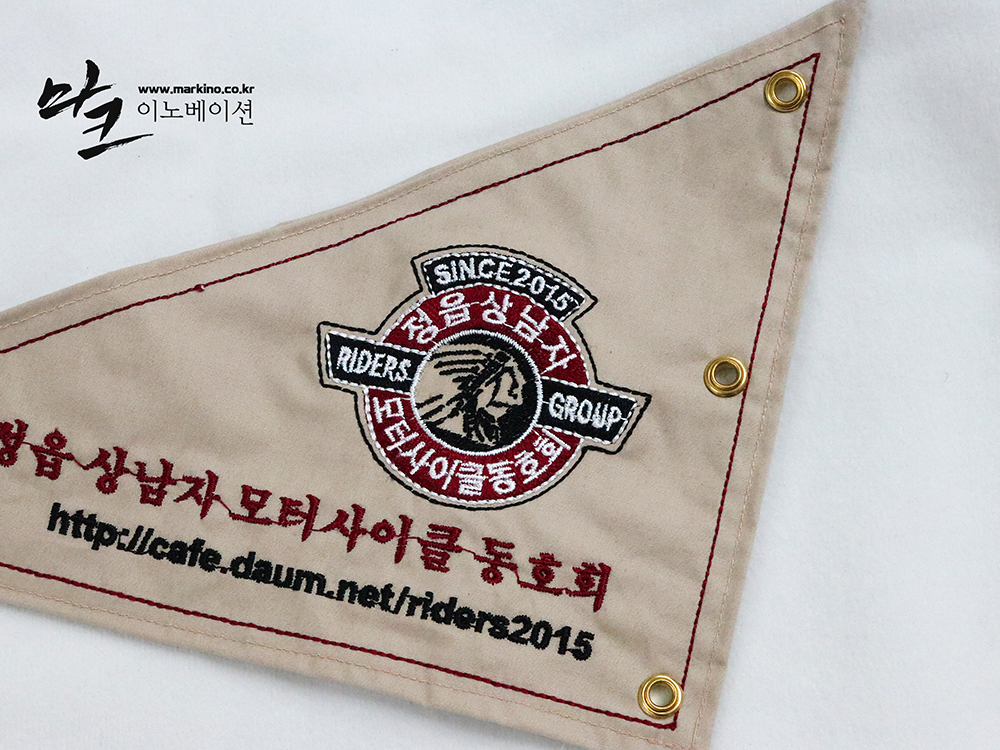 마크
www.markino.co.kr
이노베이션
SINCE 2015
정읍 상남자
RIDERS
GROUP
모터사이클동호회
정읍 상남자 모터사이클 동호회
http://cafe.daum.net/riders2015